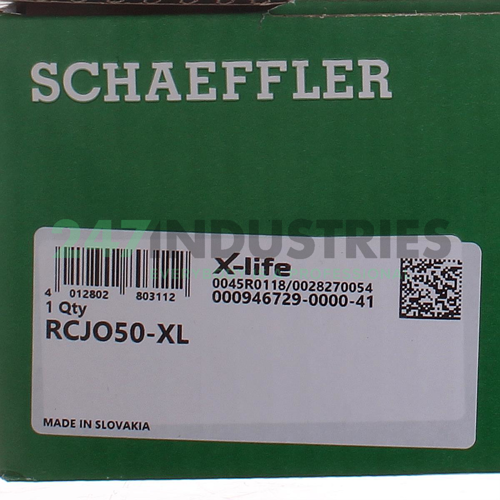 SCHAEFFLER
247INDUSTRIES
4 012802 803112
X-life
0045R0118/0028270054
000946729-0000-41
1 Qty
RCJO50-XL
MADE IN SLOVAKIA